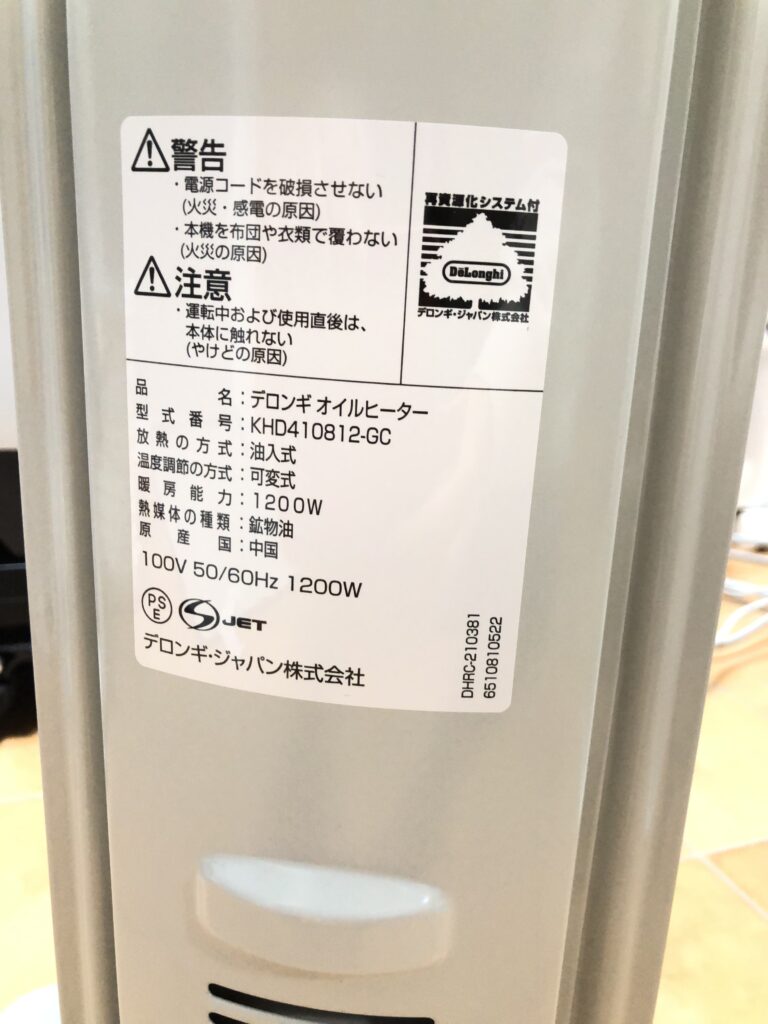 警告
・電源コードを破損させない
(火災・感電の原因)
・本機を布団や衣類で覆わない
(火災の原因)
注意
・運転中および使用直後は、
本体に触れない
(やけどの原因)
再資源化システム付
DeLonghi
デロンギ・ジャパン株式会社
品名：デロンギ オイルヒーター
型式番号：KHD410812-GC
放熱の方式：油入式
温度調節の方式：可変式
暖房能力：1200W
熱媒体の種類：鉱物油
原産国：中国
100V 50/60Hz 1200W
PSE
JET
デロンギ・ジャパン株式会社
DHRC-210381
6510810522